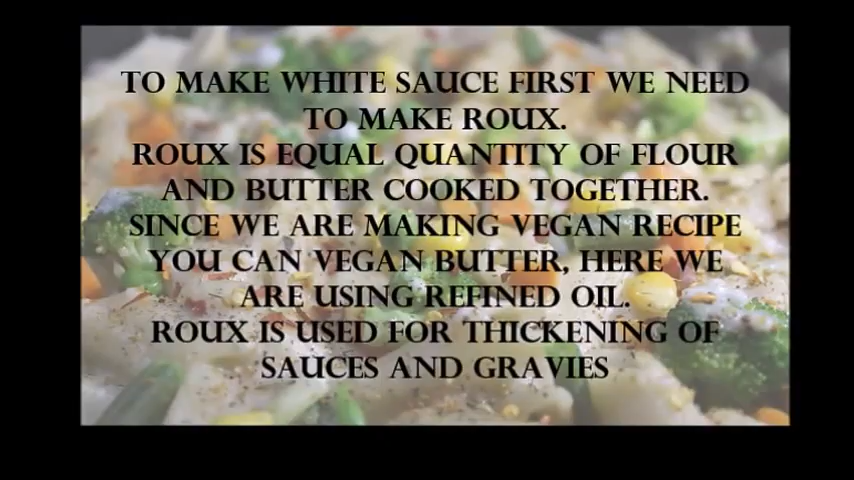 TO MAKE WHITE SAUCE FIRST WE NEED
TO MAKE ROUX.
ROUX IS EQUAL QUANTITY OF FLOUR
AND BUTTER COOKED TOGETHER.
SINCE WE ARE MAKING VEGAN RECIPE
YOU CAN VEGAN BUTTER, HERE WE
ARE USING REFINED OIL.
ROUX IS USED FOR THICKENING OF
SAUCES AND GRAVIES